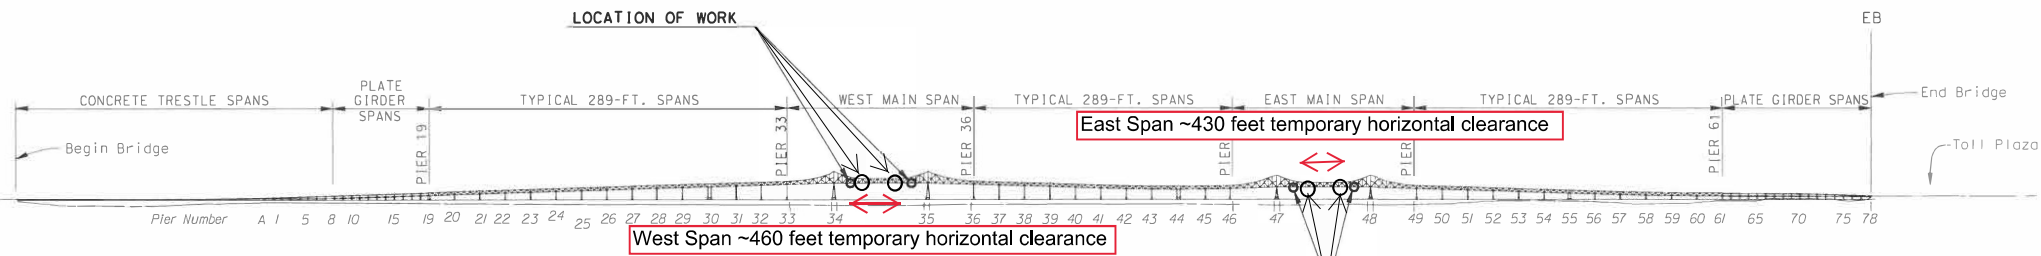 LOCATION OF WORK
EB
CONCRETE TRESTLE SPANS
PLATE
GIRDER
SPANS
TYPICAL 289-FT. SPANS
WEST MAIN SPAN
TYPICAL 289-FT. SPANS
EAST MAIN SPAN
TYPICAL 289-FT. SPANS
PLATE GIRDER SPANS
End Bridge
East Span ~430 feet temporary horizontal clearance
Begin Bridge
PIER 19
PIER 33
PIER 36
PIER
PIER
PIER 61
Toll Plaza
Pier Number A 1 5 8 10 15 19 20 21 22 23 24 25 26 27 28 29 30 31 32 33 34 35 36 37 38 39 40 41 42 43 44 45 46 47 48 49 50 51 52 53 54 55 56 57 58 59 60 61 65 70 75 78
West Span ~460 feet temporary horizontal clearance